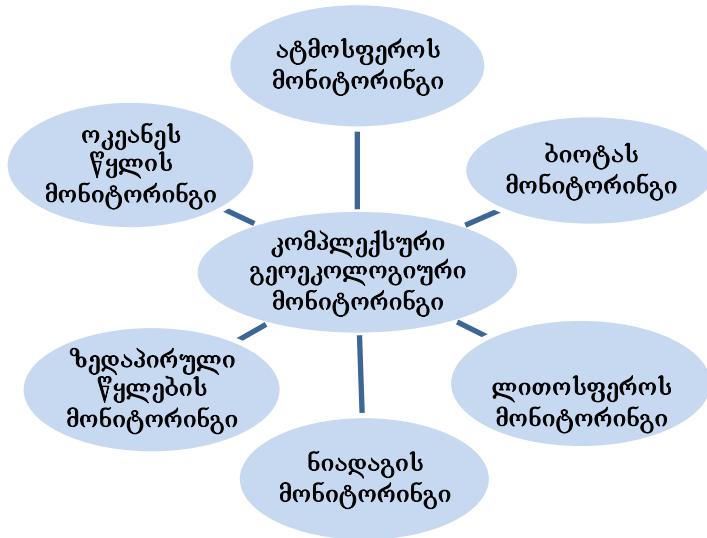 ატმოსფეროს
მონიტორინგი
ოკეანეს
წყლის
მონიტორინგი
ბიოტას
მონიტორინგი
კომპლექსური
გეოეკოლოგიური
მონიტორინგი
ზედაპირული
წყლების
მონიტორინგი
ლითოსფეროს
მონიტორინგი
ნიადაგის
მონიტორინგი